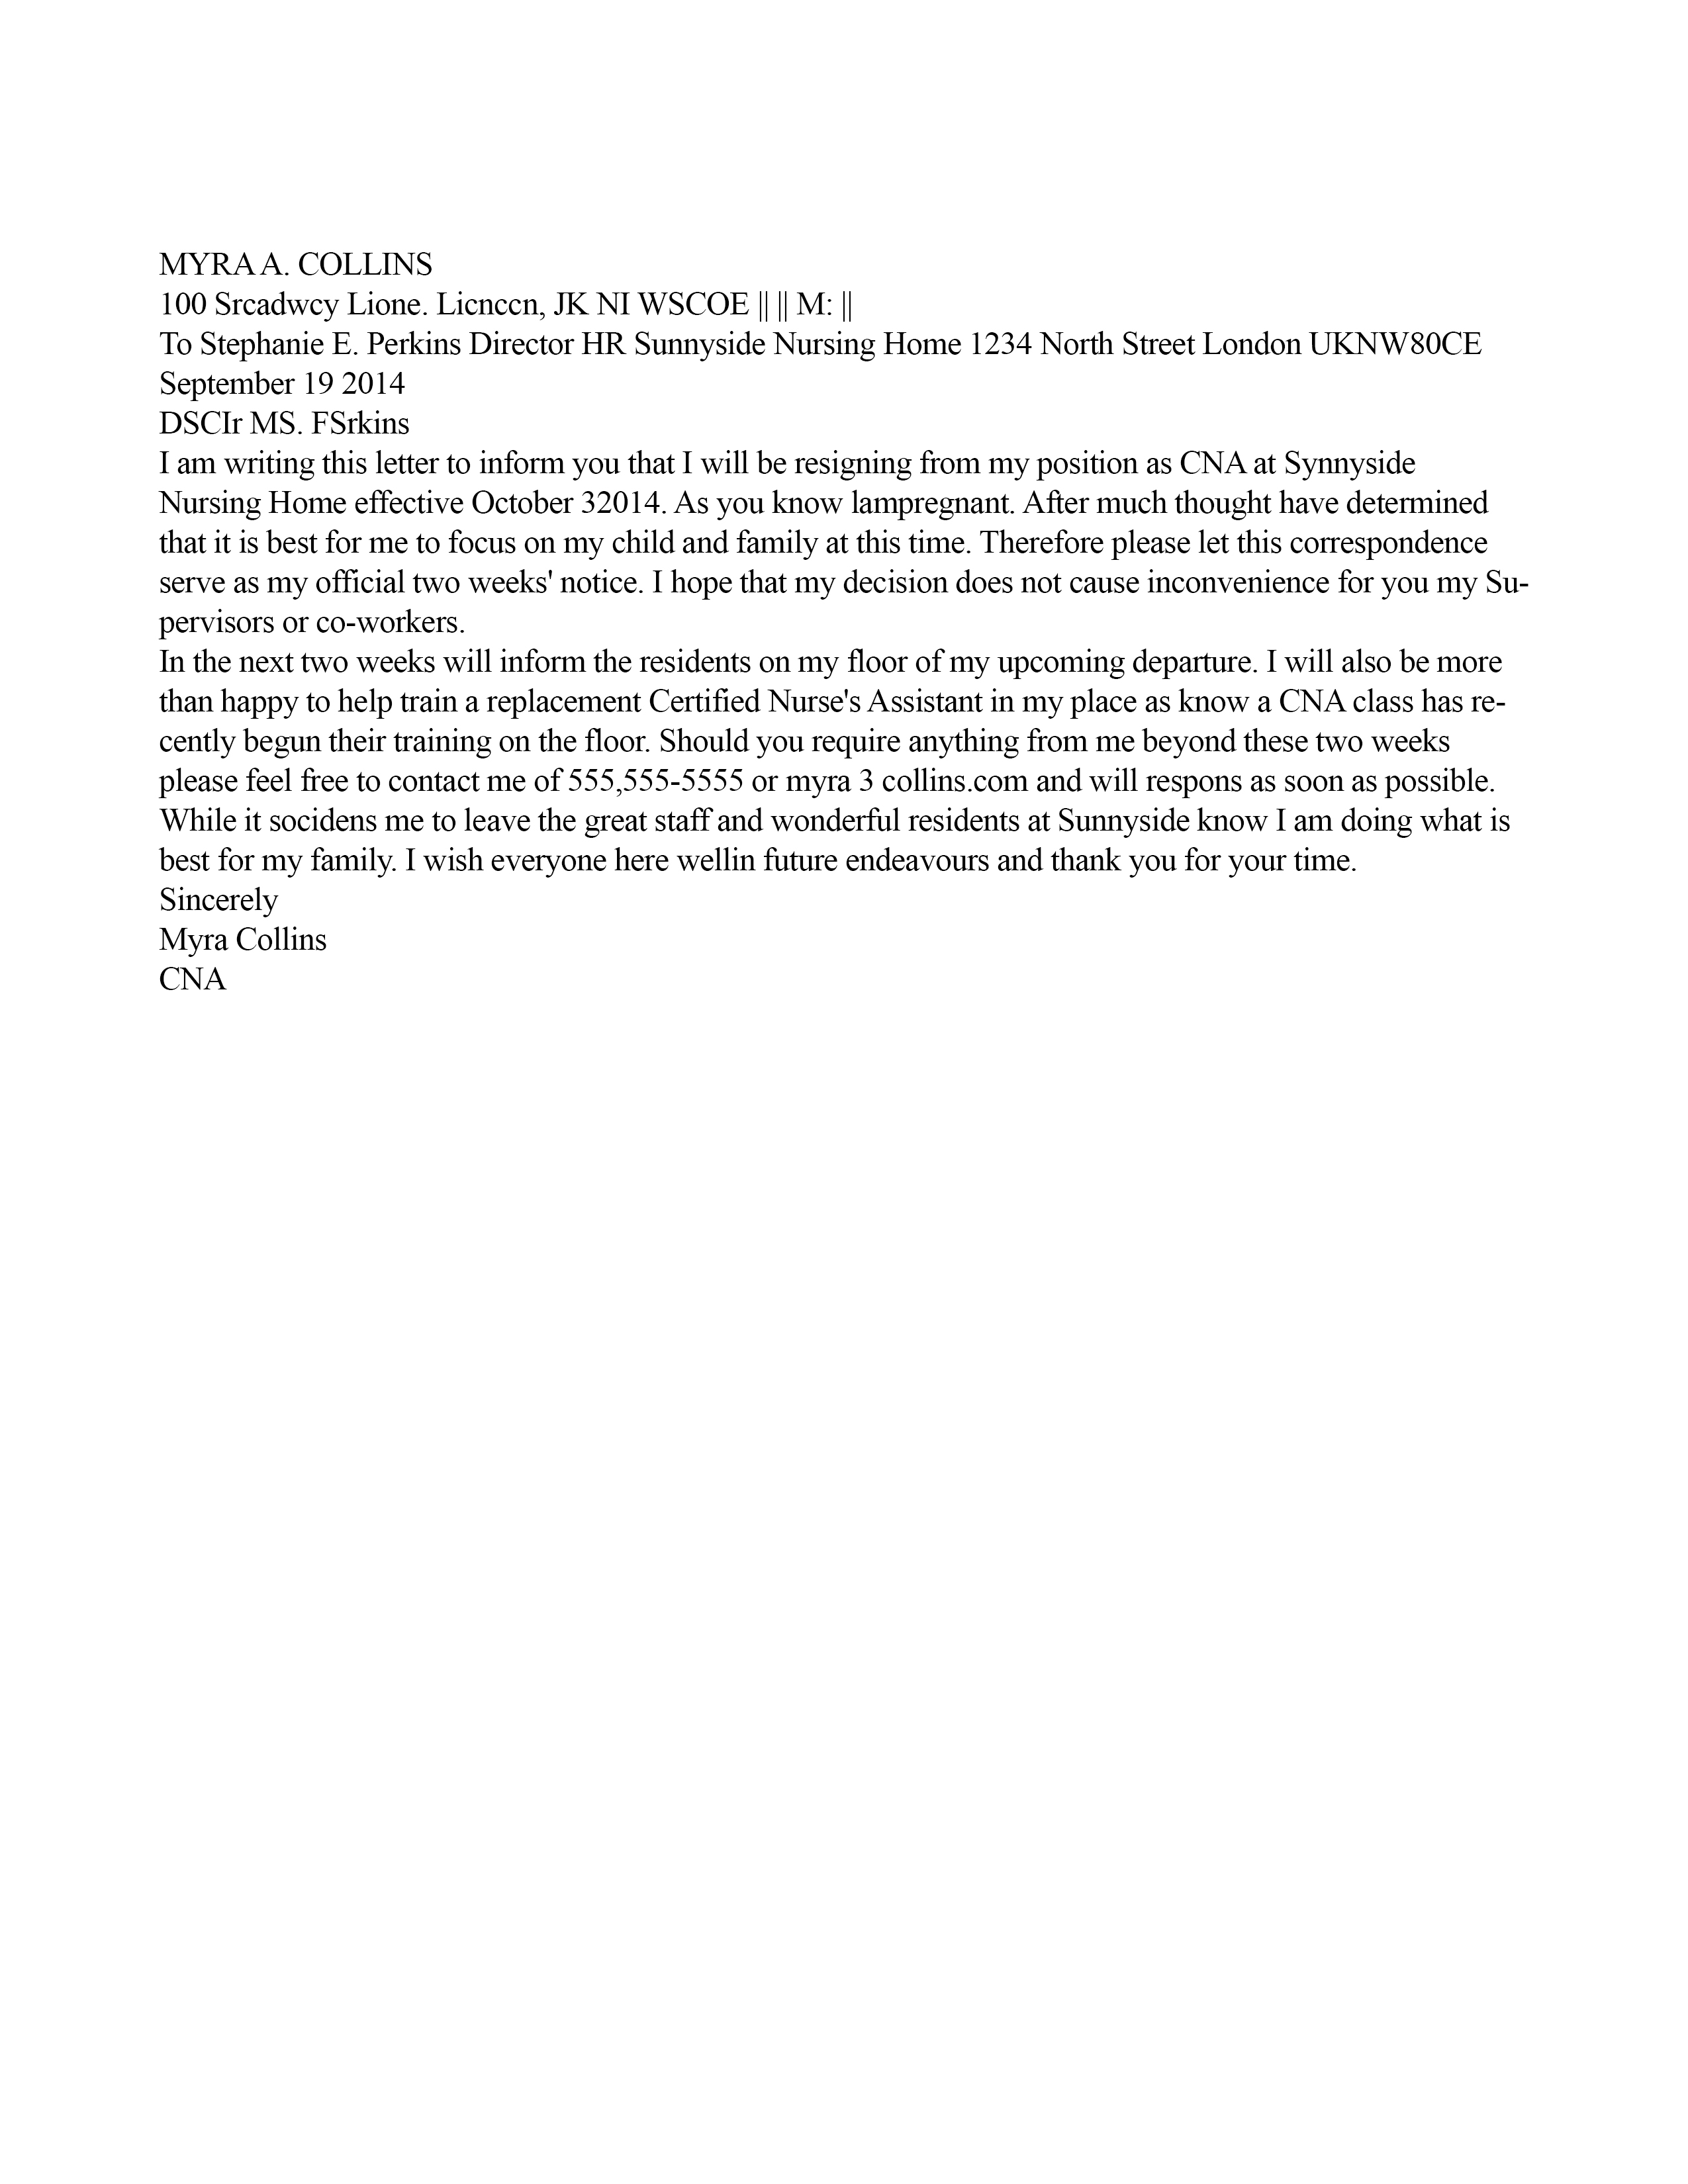 MYRA A. COLLINS
100 Srcadwcy Lione. Licnccn, JK NI WSCOE || || M: ||
To Stephanie E. Perkins Director HR Sunnyside Nursing Home 1234 North Street London UKNW80CE
September 19 2014
DSCIr MS. FSrkins
I am writing this letter to inform you that I will be resigning from my position as CNA at Synnyside
Nursing Home effective October 32014. As you know lampregnant. After much thought have determined
that it is best for me to focus on my child and family at this time. Therefore please let this correspondence
serve as my official two weeks' notice. I hope that my decision does not cause inconvenience for you my Su-
pervisors or co-workers.
In the next two weeks will inform the residents on my floor of my upcoming departure. I will also be more
than happy to help train a replacement Certified Nurse's Assistant in my place as know a CNA class has re-
cently begun their training on the floor. Should you require anything from me beyond these two weeks
please feel free to contact me of 555,555-5555 or myra 3 collins.com and will respons as soon as possible.
While it socidens me to leave the great staff and wonderful residents at Sunnyside know I am doing what is
best for my family. I wish everyone here wellin future endeavours and thank you for your time.
Sincerely
Myra Collins
CNA